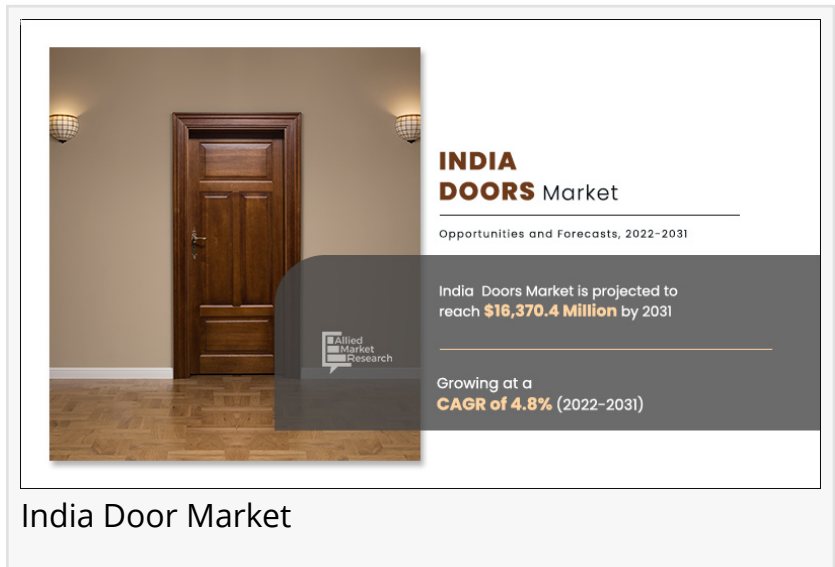 INDIA
DOORS Market
Opportunities and Forecasts, 2022-2031
India Doors Market is projected to
reach $16,370.4 Million by 2031
Allied
Market
Research
Growing at a
CAGR of 4.8% (2022-2031)
India Door Market